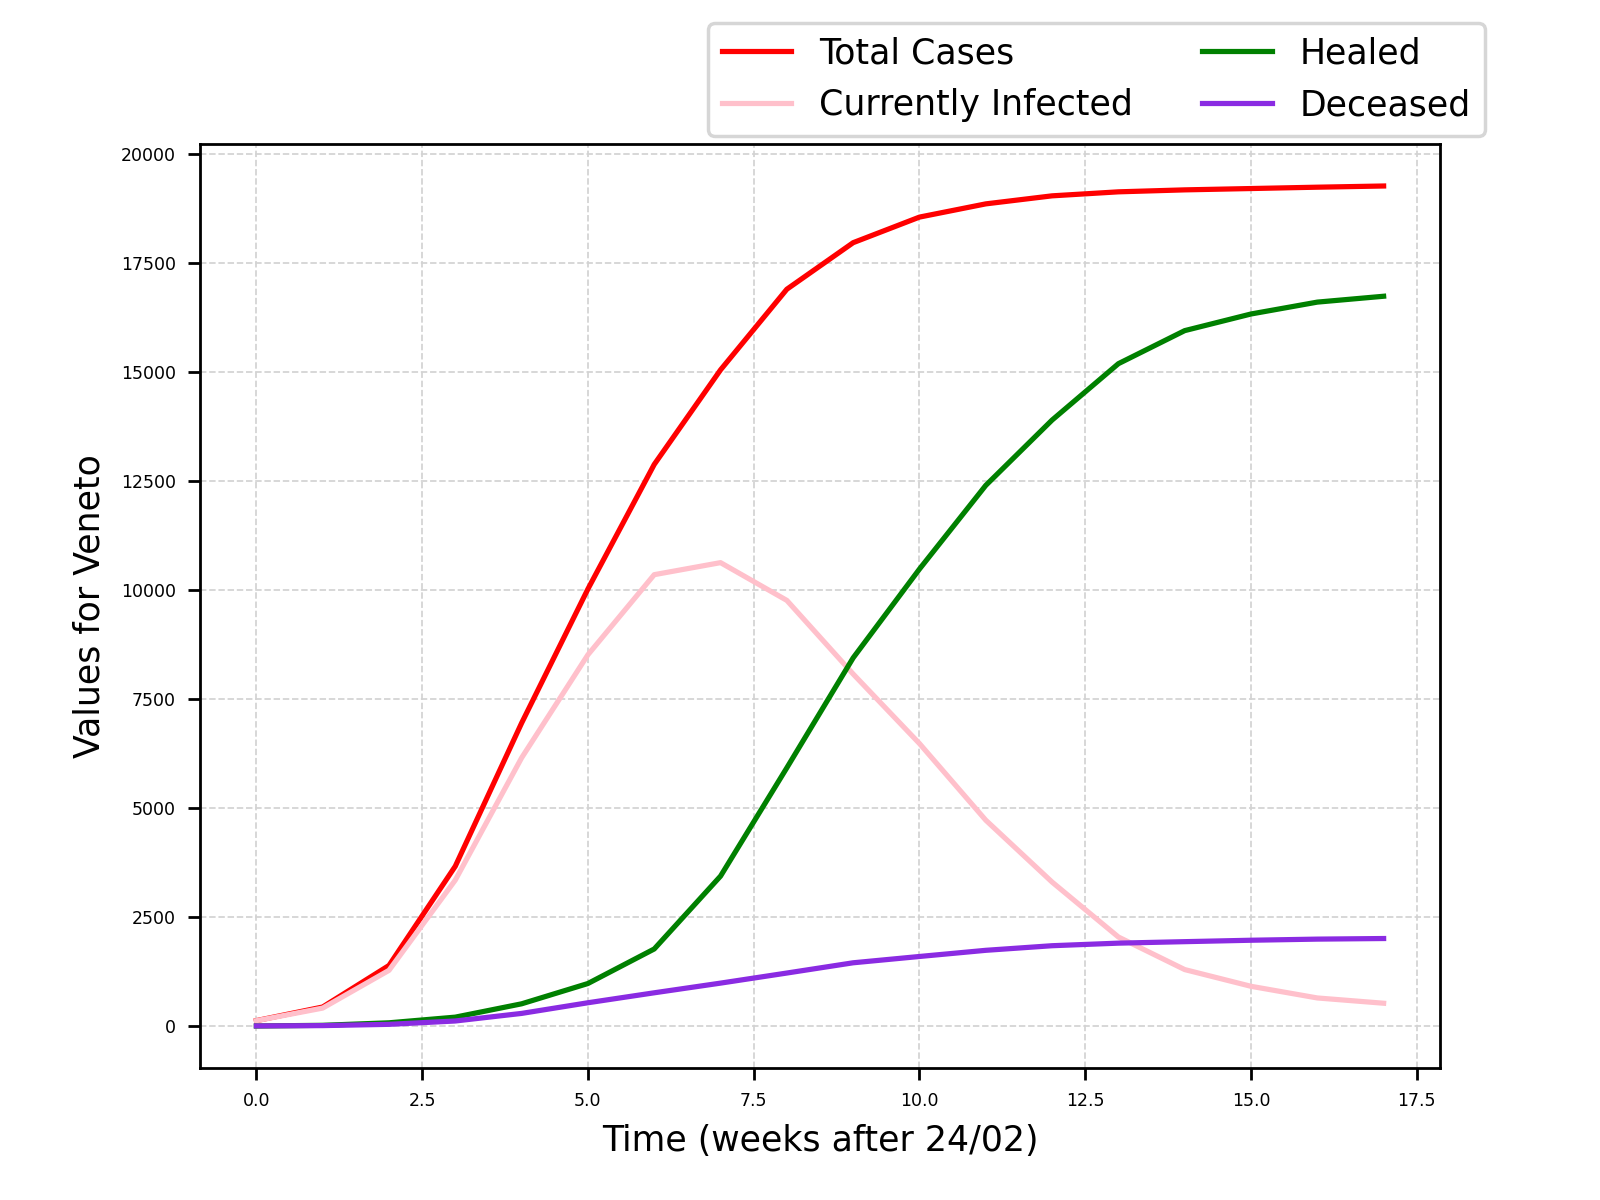 Total Cases
Currently Infected
Healed
Deceased
20000
17500
15000
12500
10000
7500
5000
2500
0
Values for Veneto
0.0 2.5 5.0 7.5 10.0 12.5 15.0 17.5
Time (weeks after 24/02)